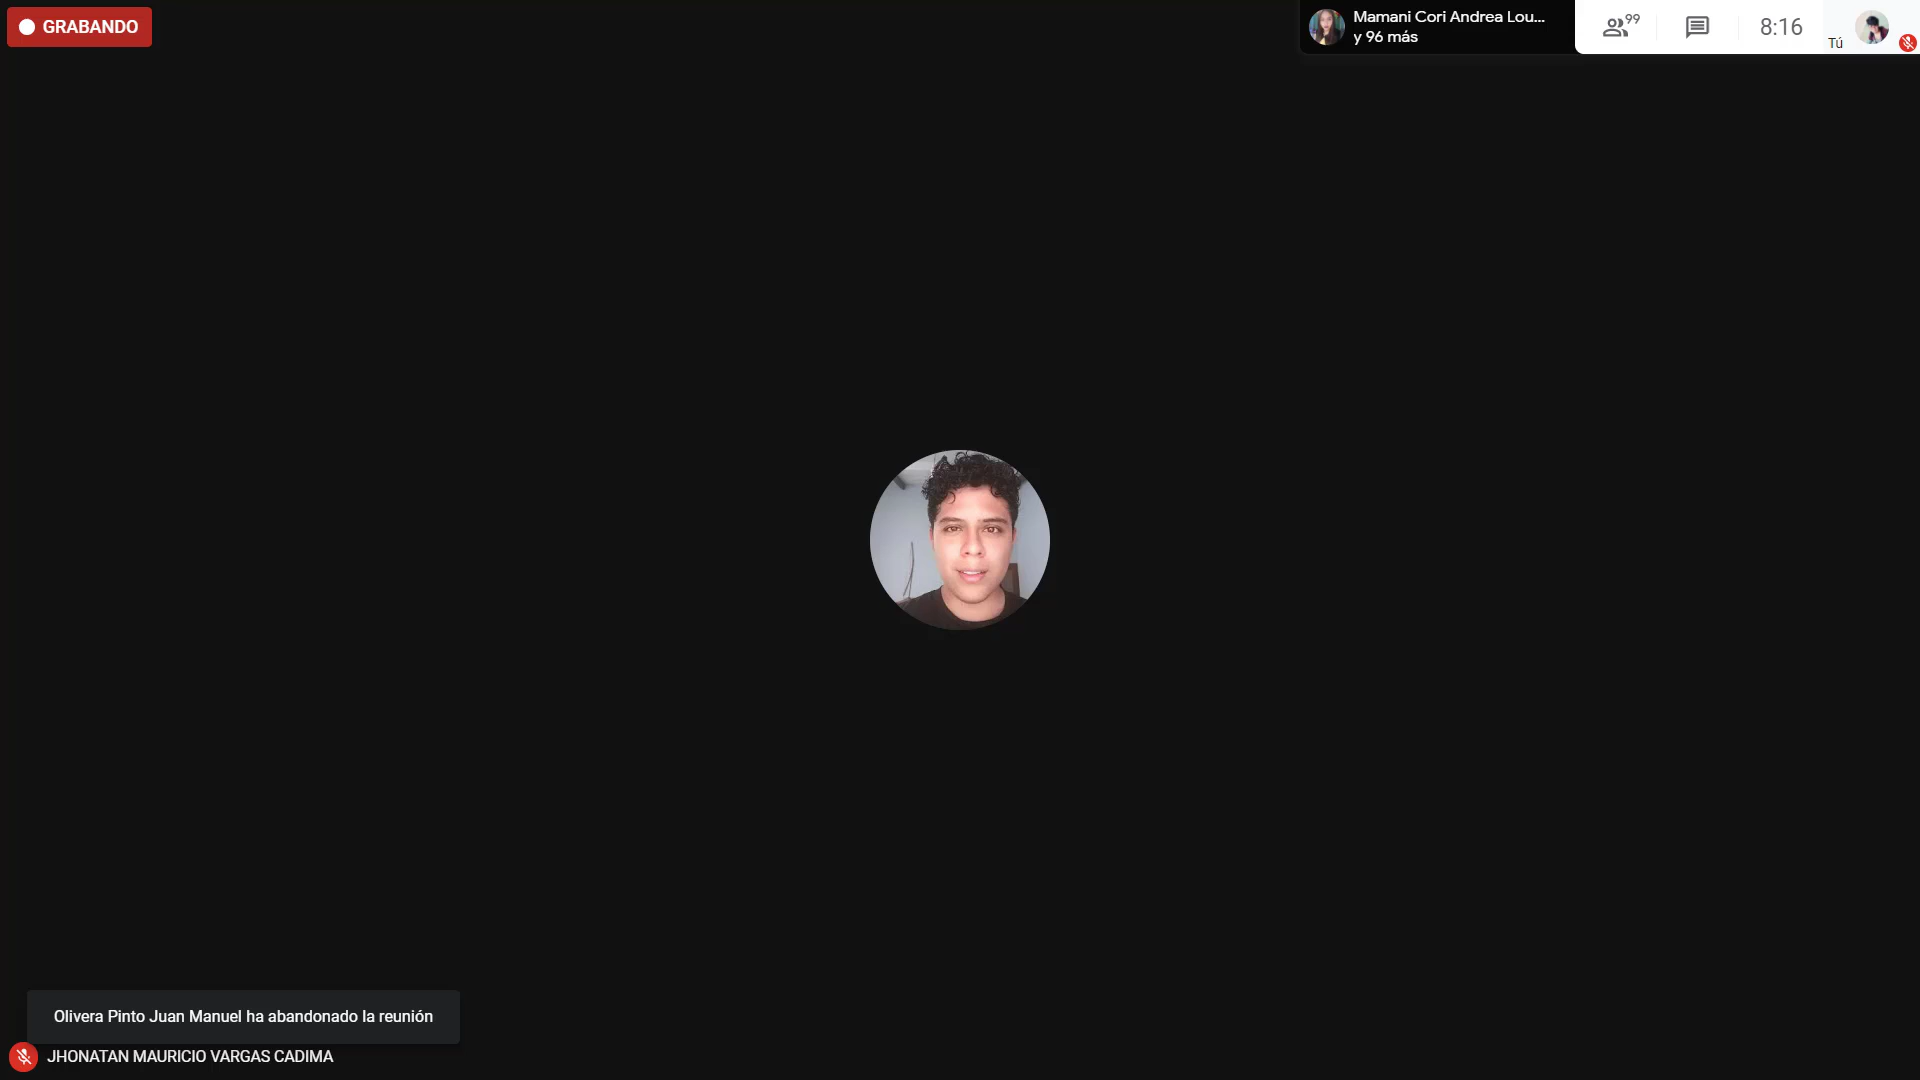 GRABANDO
Mamani Cori Andrea Lou...
y 96 más
99
8:16
Tú
Olivera Pinto Juan Manuel ha abandonado la reunión
JHONATAN MAURICIO VARGAS CADIMA